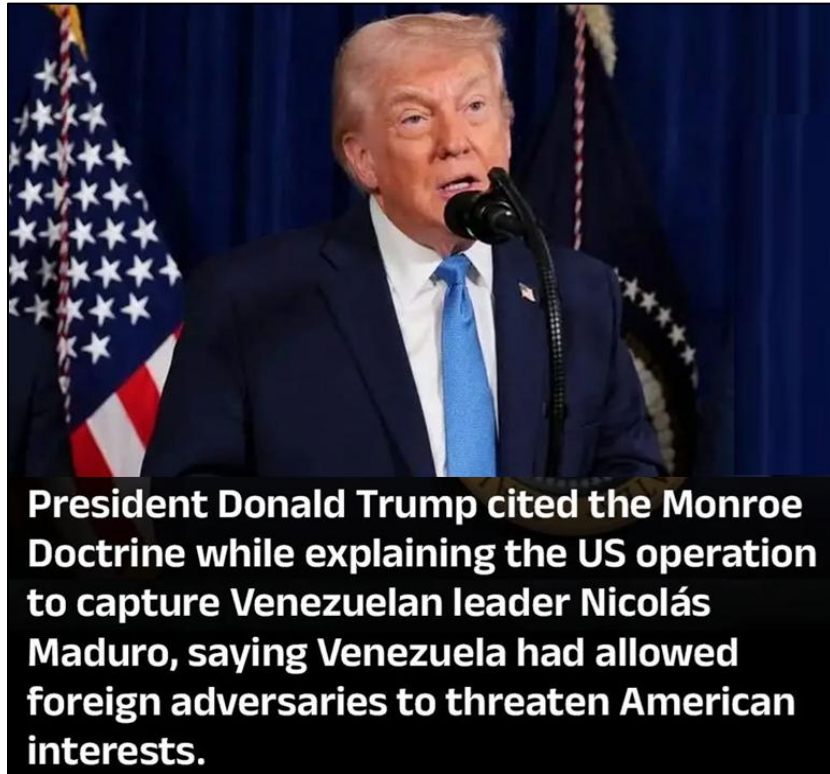 President Donald Trump cited the Monroe
Doctrine while explaining the US operation
to capture Venezuelan leader Nicolás
Maduro, saying Venezuela had allowed
foreign adversaries to threaten American
interests.